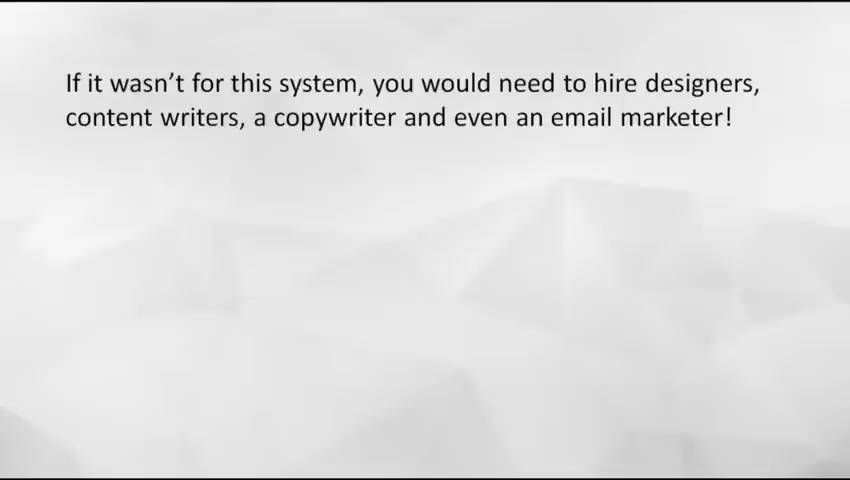 If it wasn’t for this system, you would need to hire designers,
content writers, a copywriter and even an email marketer!